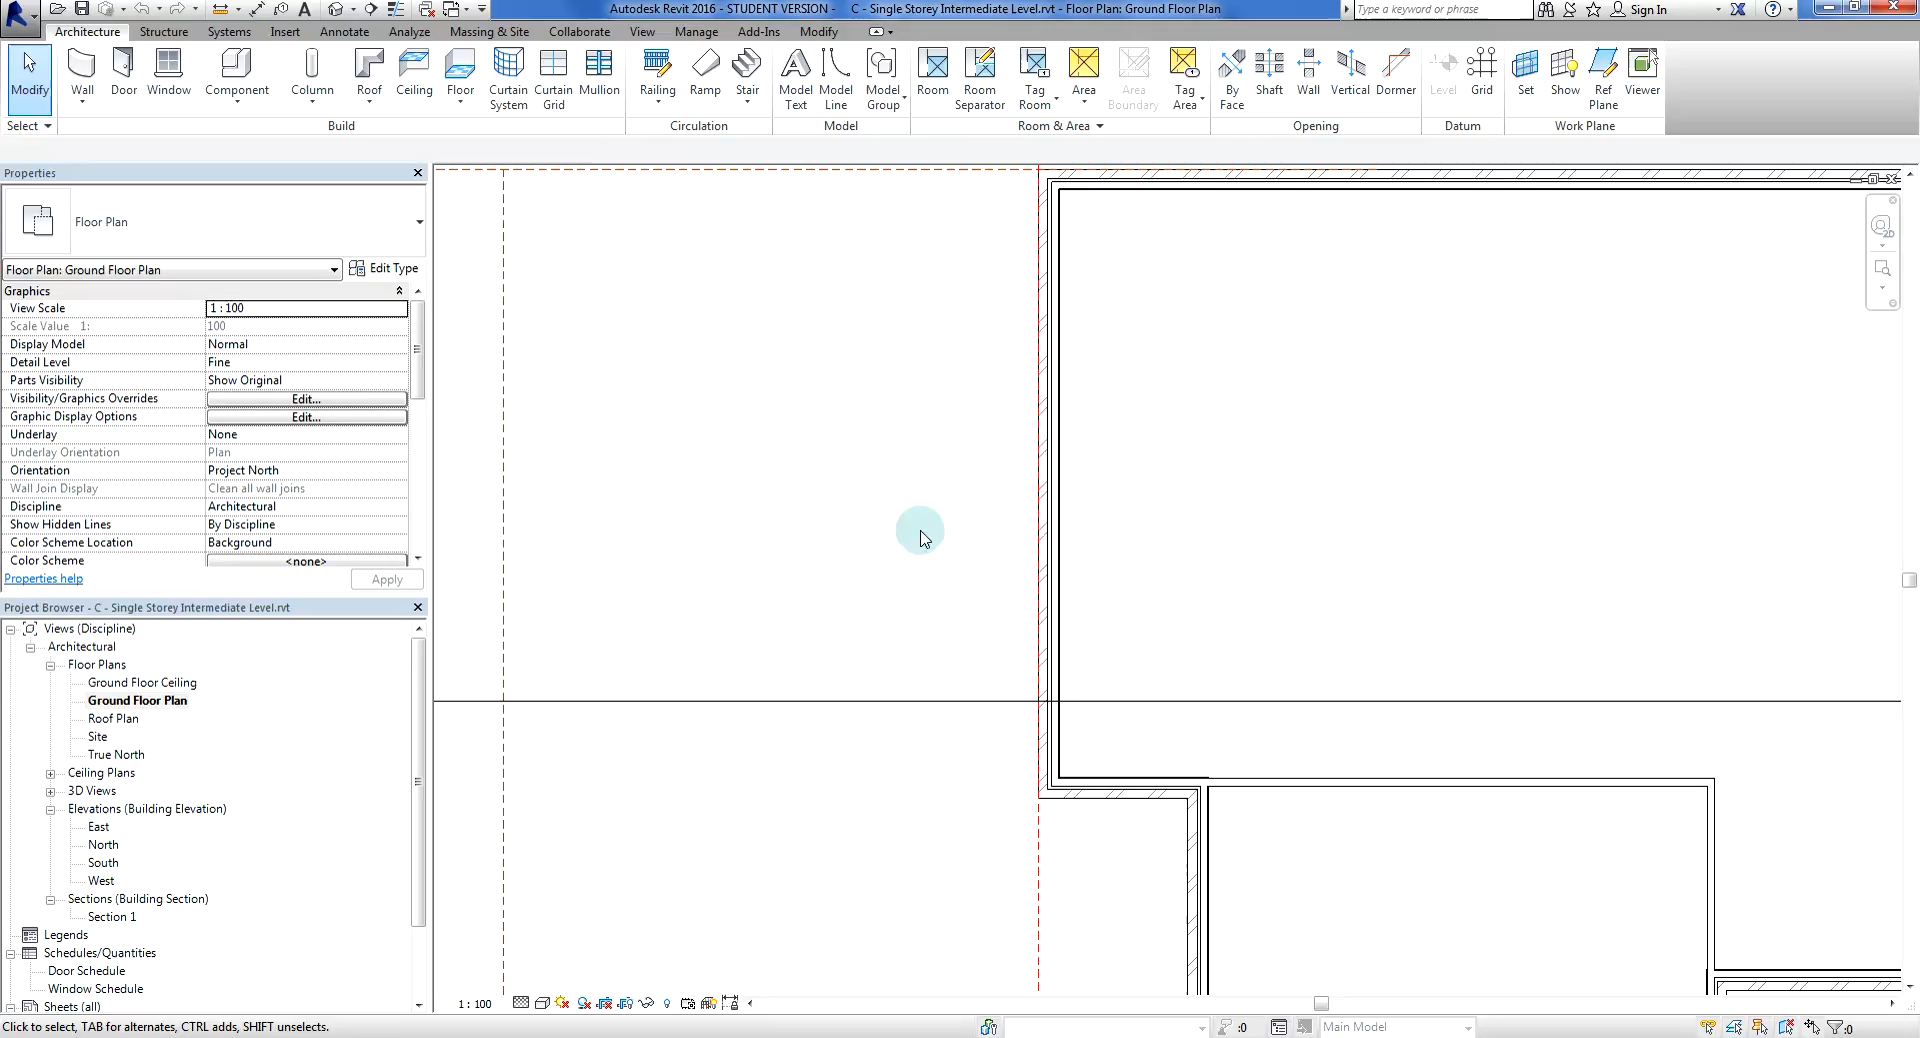 Autodesk Revit 2016 - STUDENT VERSION - C - Single Storey Intermediate Level.rvt - Floor Plan: Ground Floor Plan
Type a keyword or phrase
Sign In
Architecture Structure Systems Insert Annotate Analyze Massing & Site Collaborate View Manage Add-Ins Modify
Modify
Wall
Door
Window
Component
Column
Roof
Ceiling
Floor
Curtain System
Curtain Grid
Mullion
Railing
Ramp
Stair
Model Text
Model Line
Model Group
Room
Room Separator
Tag Room
Area
Area Boundary
Tag Area
By Face
Shaft
Wall
Vertical
Dormer
Level
Grid
Set
Show
Ref Plane
Viewer
Select
Build
Circulation
Model
Room & Area
Opening
Datum
Work Plane
Properties
Floor Plan
Floor Plan: Ground Floor Plan
Edit Type
Graphics
View Scale 1 : 100
Scale Value 1: 100
Display Model Normal
Detail Level Fine
Parts Visibility Show Original
Visibility/Graphics Overrides Edit...
Graphic Display Options Edit...
Underlay None
Underlay Orientation Plan
Orientation Project North
Wall Join Display Clean all wall joins
Discipline Architectural
Show Hidden Lines By Discipline
Color Scheme Location Background
Color Scheme <none>
Properties help
Apply
Project Browser - C - Single Storey Intermediate Level.rvt
Views (Discipline)
Architectural
Floor Plans
Ground Floor Ceiling
Ground Floor Plan
Roof Plan
Site
True North
Ceiling Plans
3D Views
Elevations (Building Elevation)
East
North
South
West
Sections (Building Section)
Section 1
Legends
Schedules/Quantities
Door Schedule
Window Schedule
Sheets (all)
2D
1 : 100
Click to select, TAB for alternates, CTRL adds, SHIFT unselects.
:0
Main Model
:0